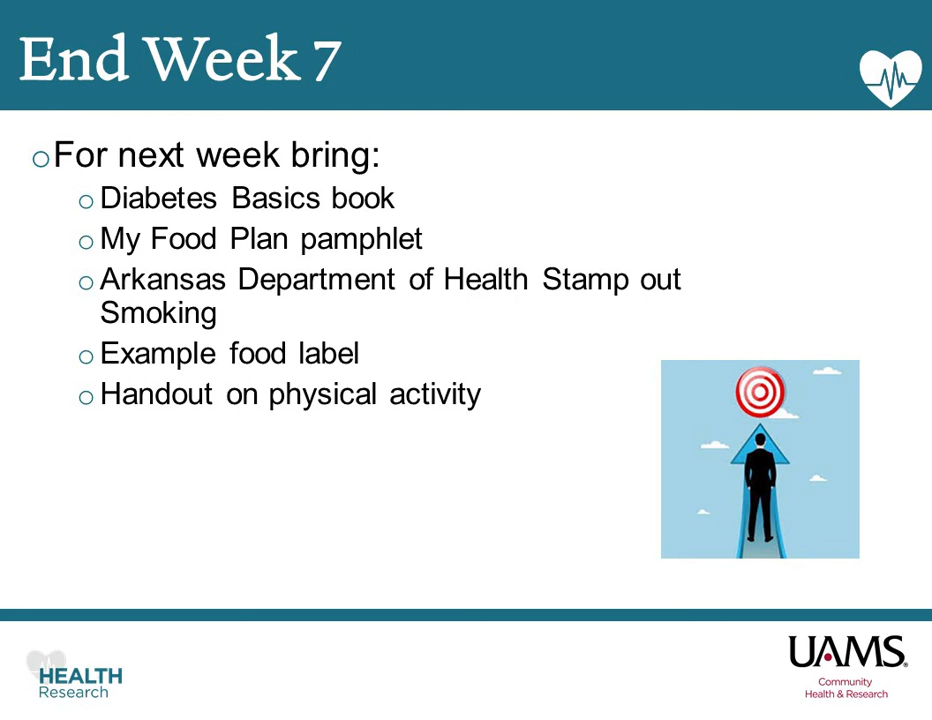 End Week 7
For next week bring:
Diabetes Basics book
My Food Plan pamphlet
Arkansas Department of Health Stamp out
Smoking
Example food label
Handout on physical activity
HEALTH
Research
UAMS®
Community
Health & Research